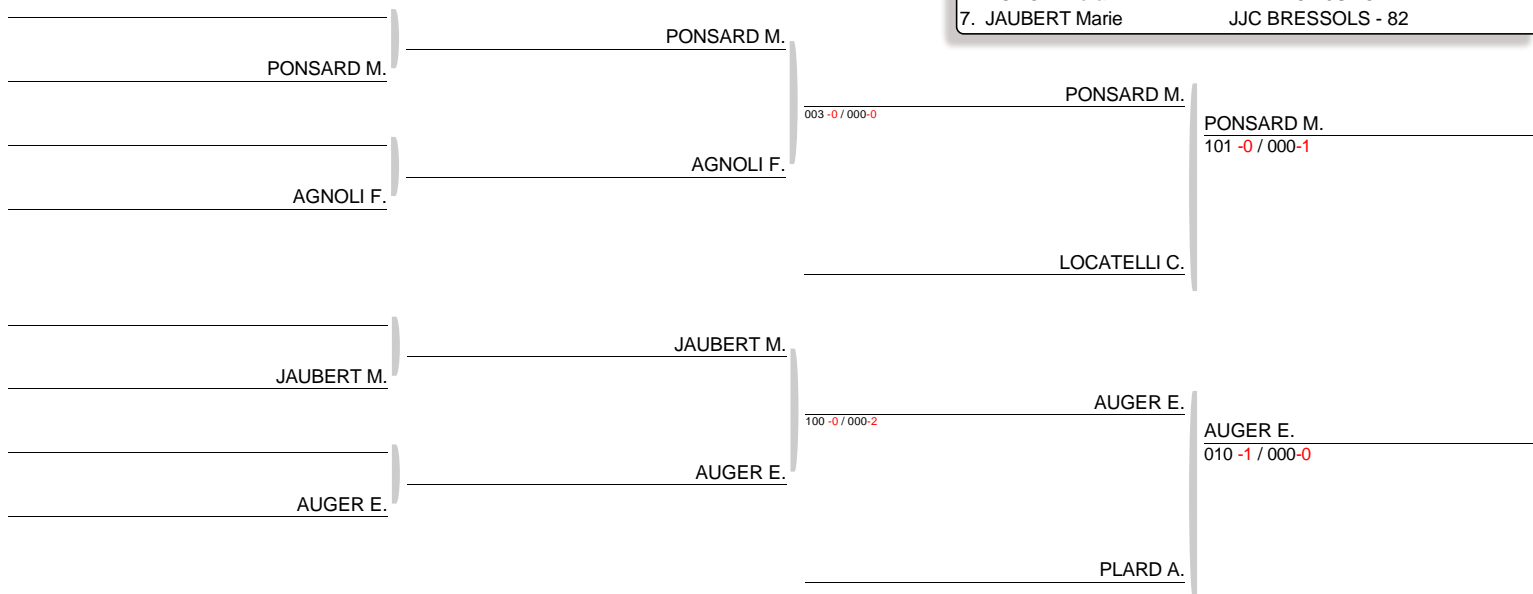 7. JAUBERT Marie JJC BRESSOLS - 82
PONSARD M.
PONSARD M.
PONSARD M.
003 -0 / 000-0
PONSARD M.
101 -0 / 000-1
AGNOLI F.
AGNOLI F.
LOCATELLI C.
JAUBERT M.
JAUBERT M.
AUGER E.
100 -0 / 000-2
AUGER E.
010 -1 / 000-0
AUGER E.
AUGER E.
PLARD A.